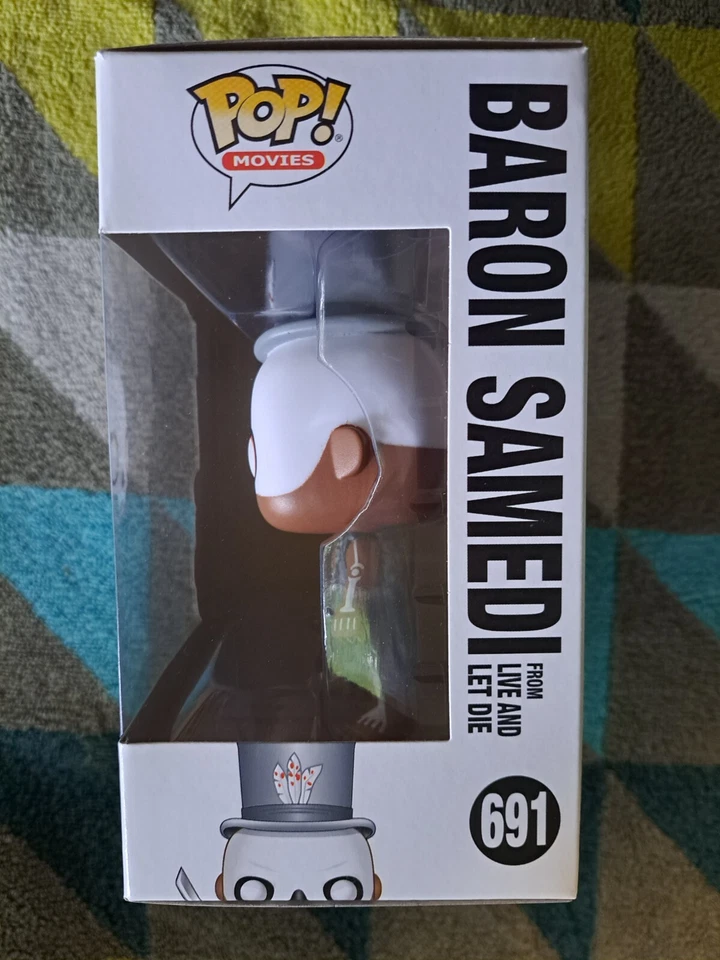 POP!
®
MOVIES
BARON SAMEDI
FROM
LIVE AND
LET DIE
691